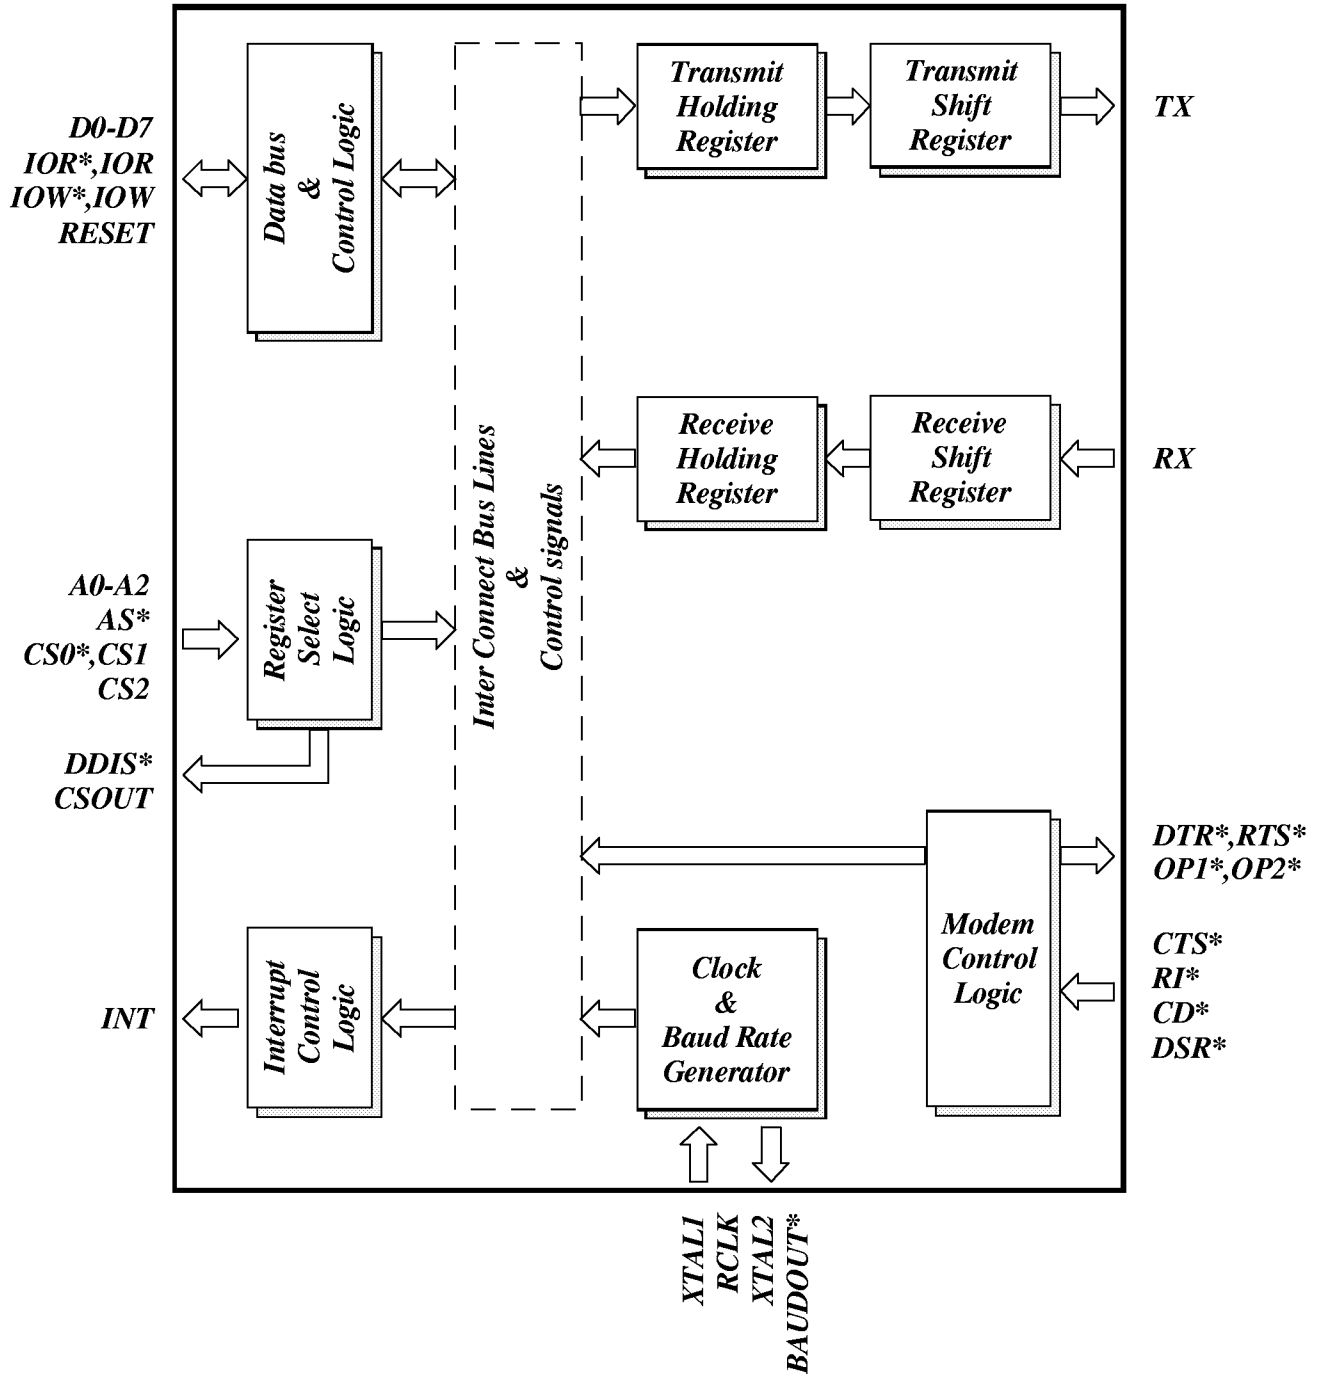 D0-D7
IOR*,IOR
IOW*,IOW
RESET
Data bus
&
Control Logic
Transmit
Holding
Register
Transmit
Shift
Register
TX
Inter Connect Bus Lines
&
Control signals
Receive
Holding
Register
Receive
Shift
Register
RX
A0-A2
AS*
CS0*,CS1
CS2
Register
Select
Logic
DDIS*
CSOUT
DTR*,RTS*
OP1*,OP2*
Modem
Control
Logic
CTS*
RI*
CD*
DSR*
INT
Interrupt
Control
Logic
Clock
&
Baud Rate
Generator
XTAL1
RCLK
XTAL2
BAUDOUT*